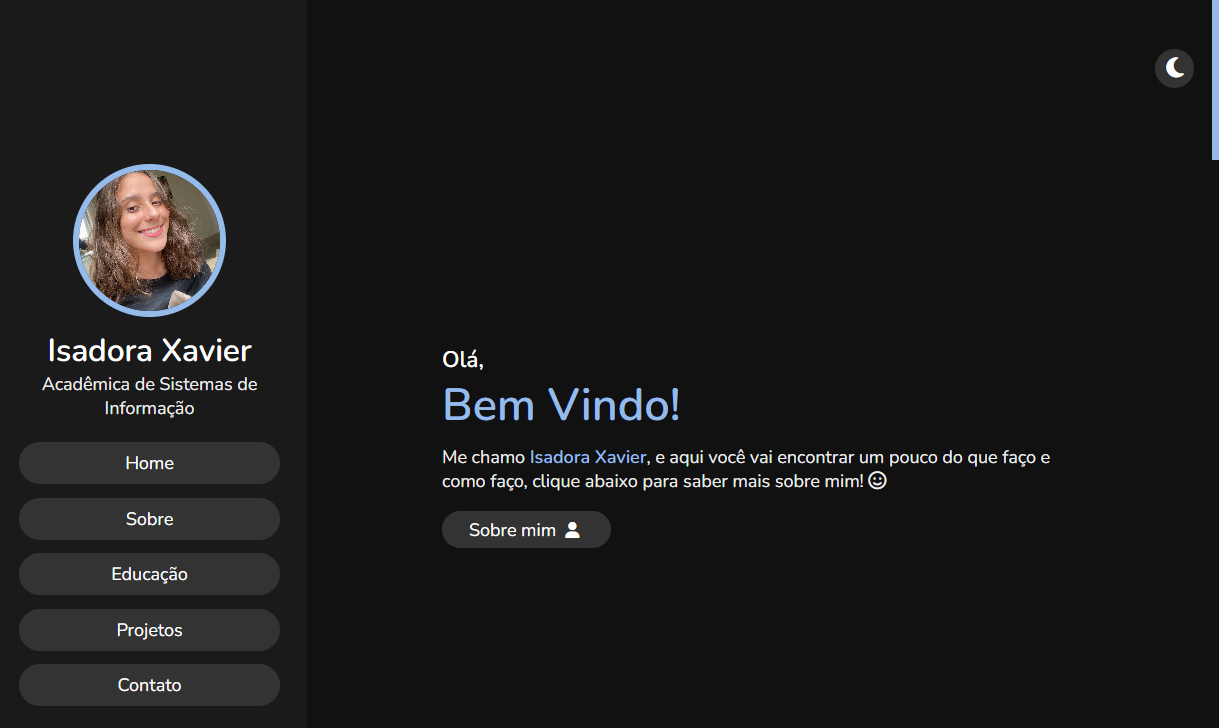 Isadora Xavier
Acadêmica de Sistemas de
Informação
Home
Sobre
Educação
Projetos
Contato
Olá,
Bem Vindo!
Me chamo Isadora Xavier, e aqui você vai encontrar um pouco do que faço e
como faço, clique abaixo para saber mais sobre mim!
Sobre mim